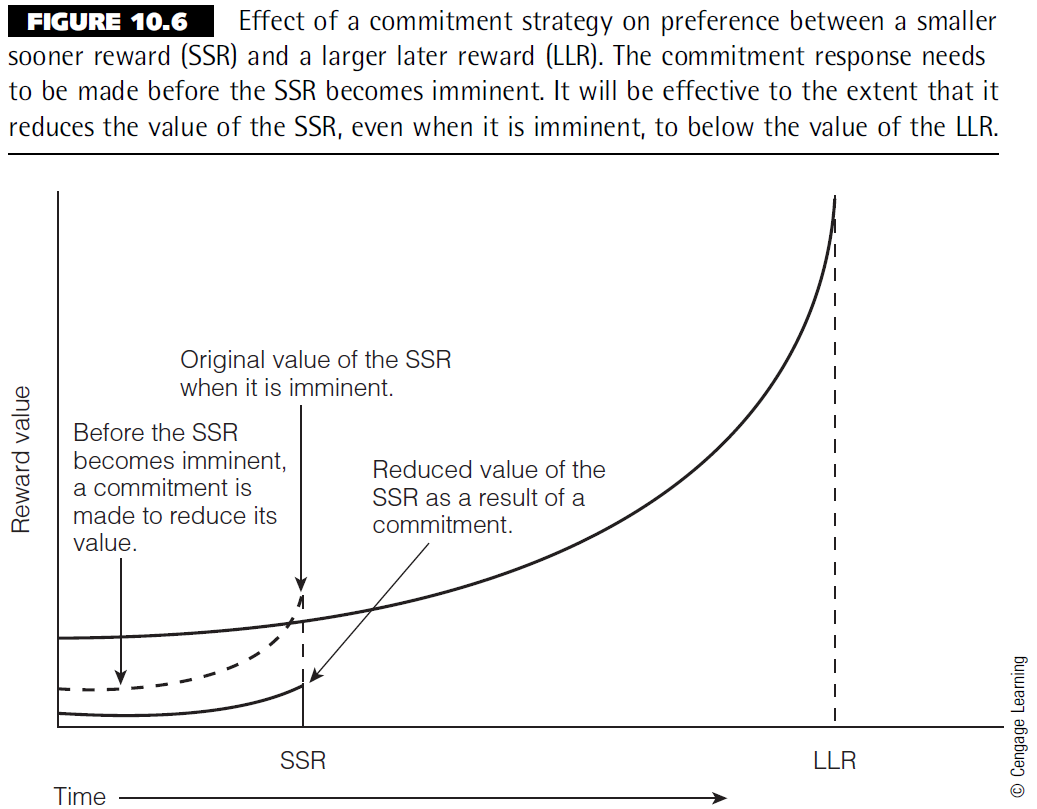 FIGURE 10.6 Effect of a commitment strategy on preference between a smaller
sooner reward (SSR) and a larger later reward (LLR). The commitment response needs
to be made before the SSR becomes imminent. It will be effective to the extent that it
reduces the value of the SSR, even when it is imminent, to below the value of the LLR.
Original value of the SSR
when it is imminent.
Before the SSR
becomes imminent,
a commitment is
made to reduce its
value.
Reduced value of the
SSR as a result of a
commitment.
Reward value
SSR
LLR
Time
© Cengage Learning